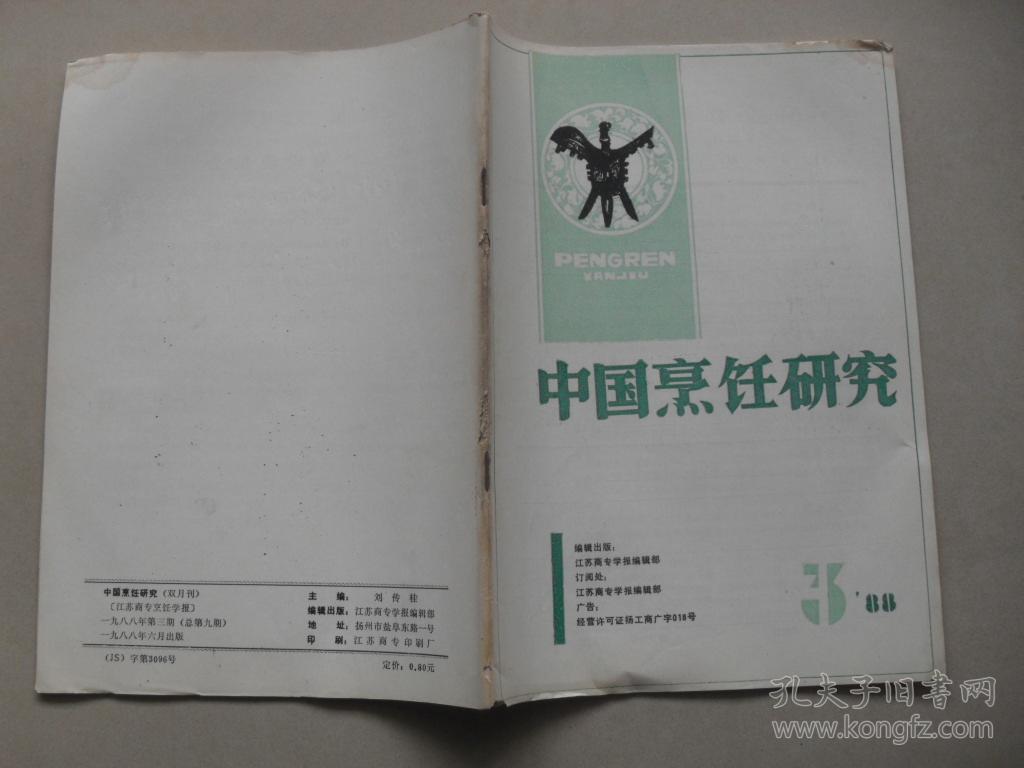 PENGREN
YANJIU
中国烹饪研究
编辑出版：
江苏商专学报编辑部
订阅处：
江苏商专学报编辑部
广告：
经营许可证扬工商广字018号
3 '88
中国烹饪研究（双月刊）
〔江苏商专烹饪学报〕
一九八八年第三期（总第九期）
一九八八年六月出版
主　编：　刘传桂
编辑出版：江苏商专学报编辑部
地　址：扬州市盐阜东路一号
印　刷：江苏商专印刷厂
（JS）字第3096号
定价：0.80元
孔夫子旧书网
www.kongfz.com